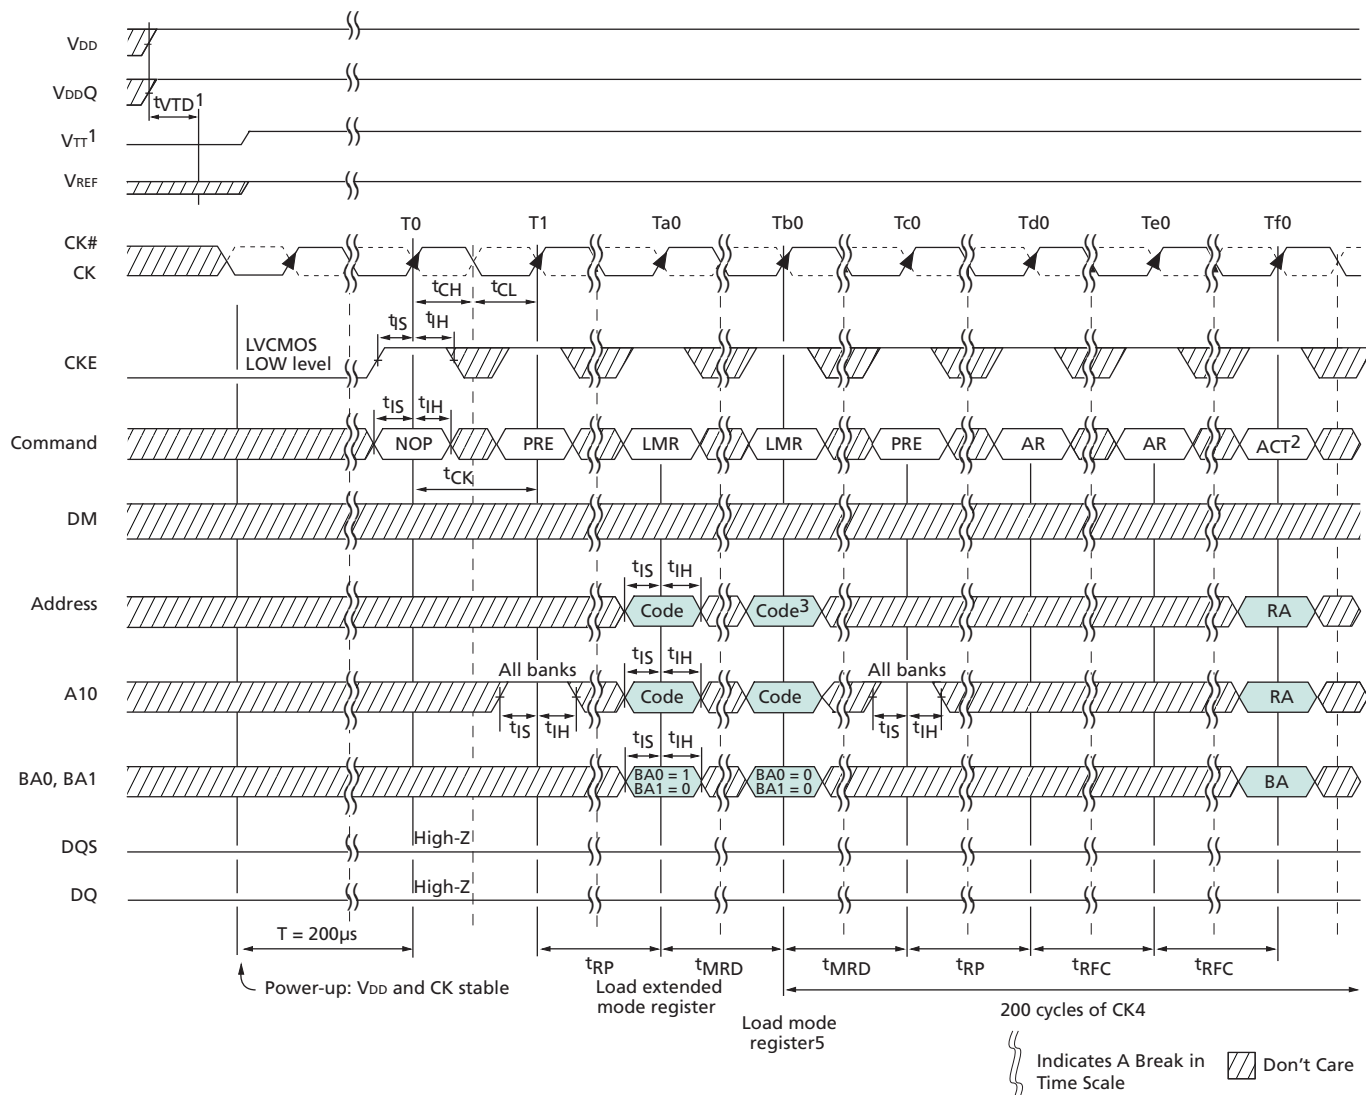 VDD
VDDQ
tVTD1
VTT1
VREF
T0 T1 Ta0 Tb0 Tc0 Td0 Te0 Tf0
CK#
CK
tCH tCL
tIS tIH
LVCMOS
LOW level
CKE
tIS tIH
Command NOP PRE LMR LMR PRE AR AR ACT2
tCK
DM
tIS tIH
Address Code Code3 RA
All banks tIS tIH All banks
A10 Code Code RA
tIS tIH tIS tIH
tIS tIH
BA0, BA1 BA0 = 1 BA1 = 0 BA0 = 0 BA1 = 0 BA
DQS High-Z
DQ High-Z
T = 200µs
tRP tMRD tMRD tRP tRFC tRFC
Power-up: VDD and CK stable
Load extended
mode register
200 cycles of CK4
Load mode
register5
Indicates A Break in
Time Scale
Don't Care